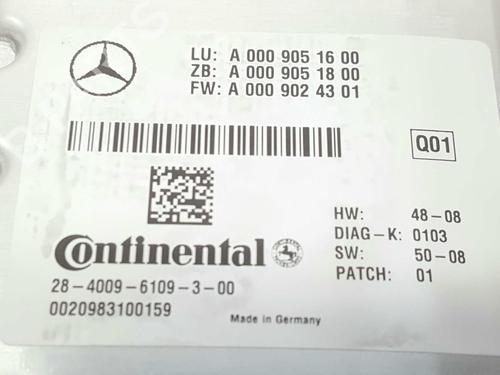 LU: A 000 905 16 00
ZB: A 000 905 18 00
FW: A 000 902 43 01
Q01
HW: 48-08
DIAG-K: 0103
SW: 50-08
PATCH: 01
Continental
28-4009-6109-3-00
0020983100159
Made in Germany